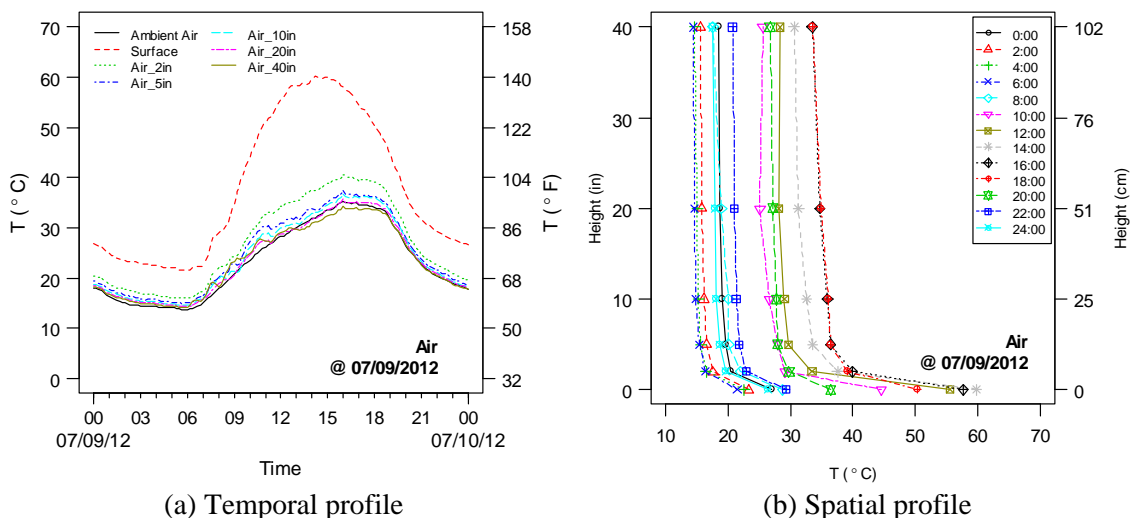 70
60
50
40
30
20
10
0
T ( ° C)
158
140
122
104
86
68
50
32
T ( ° F)
Ambient Air
Surface
Air_2in
Air_5in
Air_10in
Air_20in
Air_40in
Air
@ 07/09/2012
00 03 06 09 12 15 18 21 00
07/09/12 07/10/12
Time
(a) Temporal profile
40
30
20
10
0
Height (in)
102
76
51
25
0
Height (cm)
0:00
2:00
4:00
6:00
8:00
10:00
12:00
14:00
16:00
18:00
20:00
22:00
24:00
Air
@ 07/09/2012
10 20 30 40 50 60 70
T ( ° C)
(b) Spatial profile